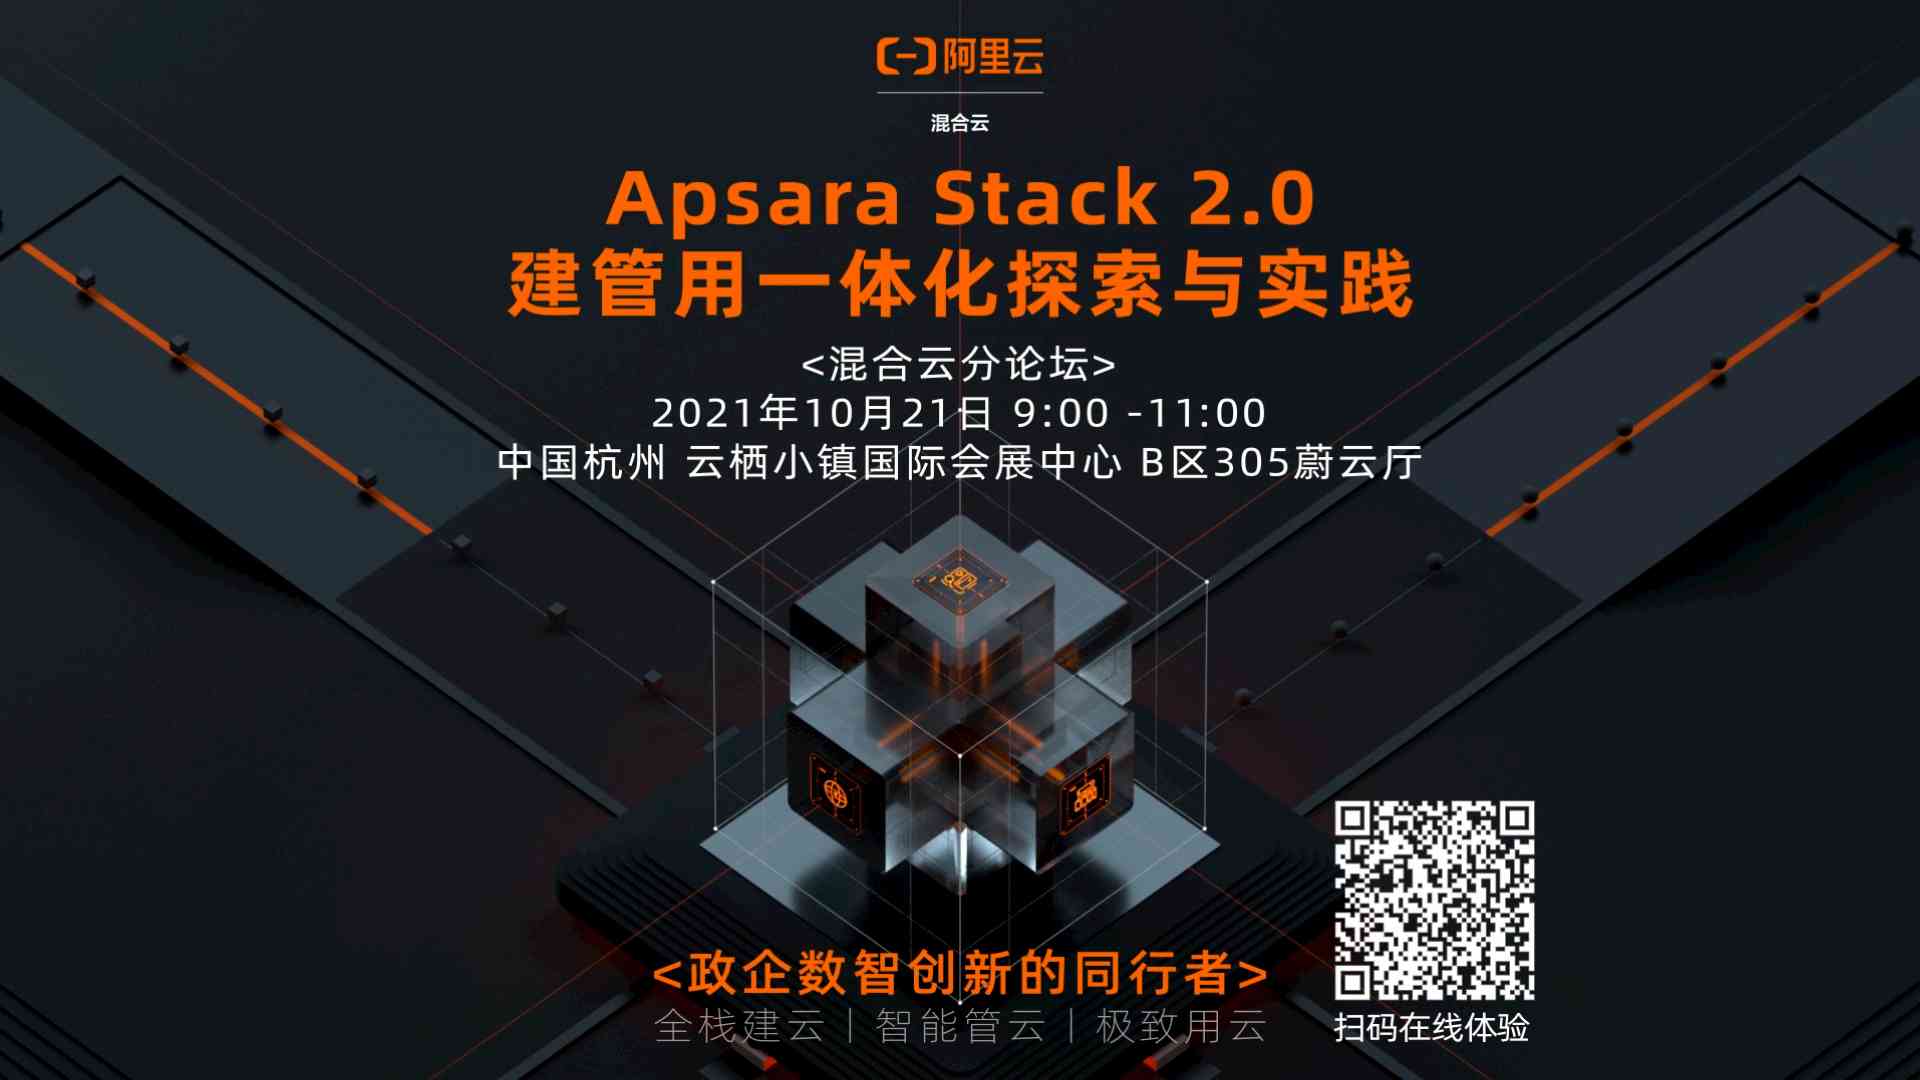 阿里云
混合云
Apsara Stack 2.0
建管用一体化探索与实践
<混合云分论坛>
2021年10月21日 9:00 -11:00
中国杭州 云栖小镇国际会展中心 B区305蔚云厅
<政企数智创新的同行者>
全栈建云丨智能管云丨极致用云
扫码在线体验